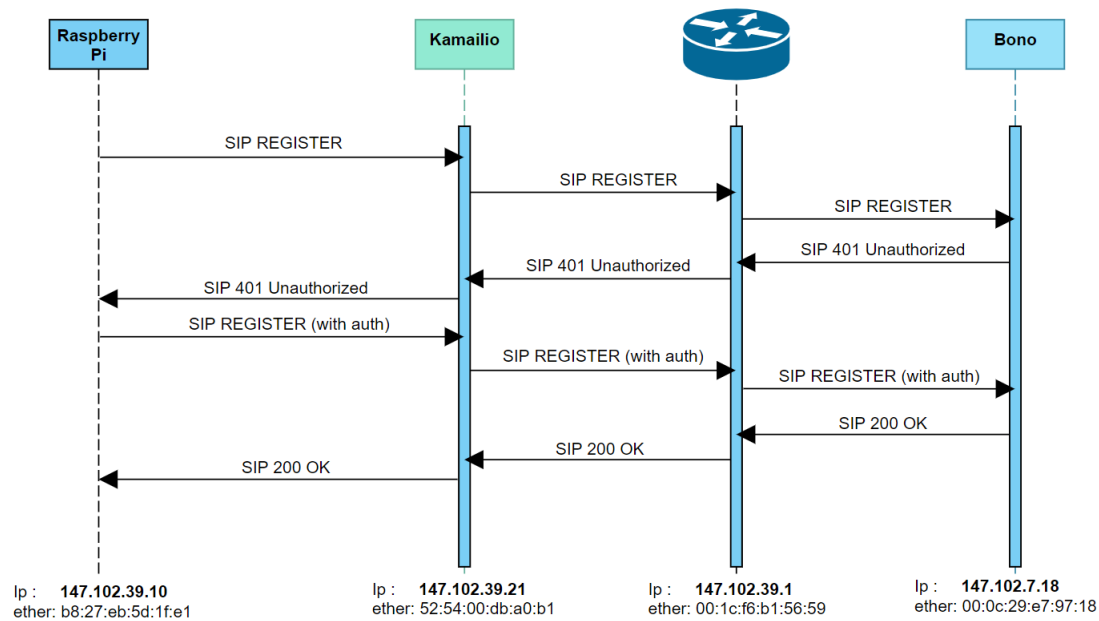 Raspberry
Pi
Kamailio
Bono
SIP REGISTER
SIP REGISTER
SIP REGISTER
SIP 401 Unauthorized
SIP 401 Unauthorized
SIP 401 Unauthorized
SIP REGISTER (with auth)
SIP REGISTER (with auth)
SIP REGISTER (with auth)
SIP 200 OK
SIP 200 OK
SIP 200 OK
Ip : 147.102.39.10
ether: b8:27:eb:5d:1f:e1
Ip : 147.102.39.21
ether: 52:54:00:db:a0:b1
Ip : 147.102.39.1
ether: 00:1c:f6:b1:56:59
Ip : 147.102.7.18
ether: 00:0c:29:e7:97:18